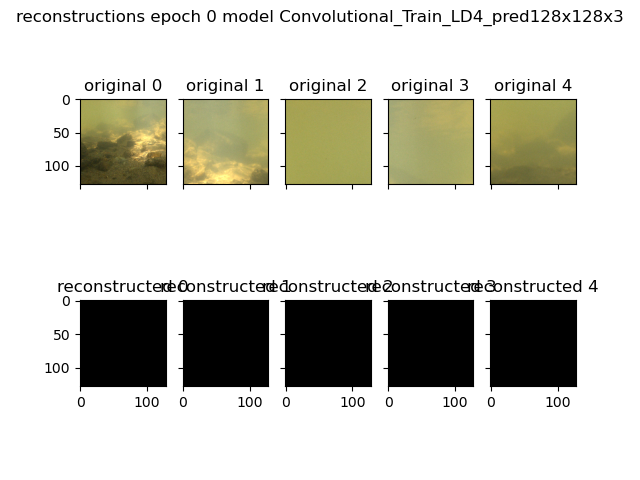 reconstructions epoch 0 model Convolutional_Train_LD4_pred128x128x3
original 0 original 1 original 2 original 3 original 4
0
50
100
reconstructed 0 reconstructed 1 reconstructed 2 reconstructed 3 reconstructed 4
0
50
100
0 100 0 100 0 100 0 100 0 100